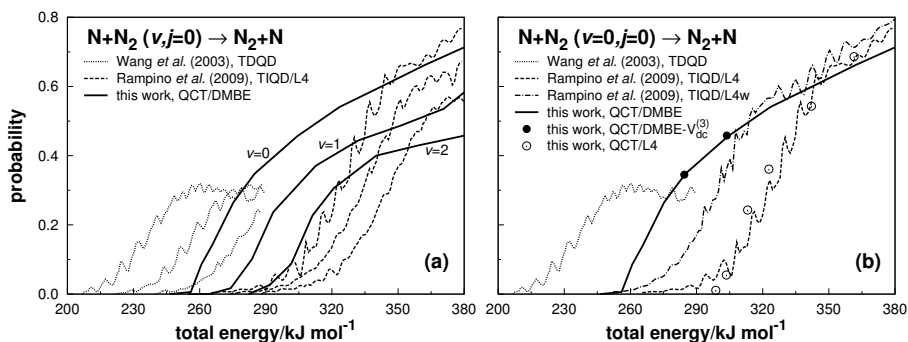 N+N₂ (v,j=0) → N₂+N
Wang et al. (2003), TDQD
Rampino et al. (2009), TIQD/L4
this work, QCT/DMBE
v=0
v=1
v=2
(a)
probability
0.8
0.6
0.4
0.2
0.0
200 230 260 290 320 350 380
total energy/kJ mol⁻¹
N+N₂ (v=0,j=0) → N₂+N
Wang et al. (2003), TDQD
Rampino et al. (2009), TIQD/L4
Rampino et al. (2009), TIQD/L4w
this work, QCT/DMBE
this work, QCT/DMBE-V_dc^(3)
this work, QCT/L4
(b)
200 230 260 290 320 350 380
total energy/kJ mol⁻¹